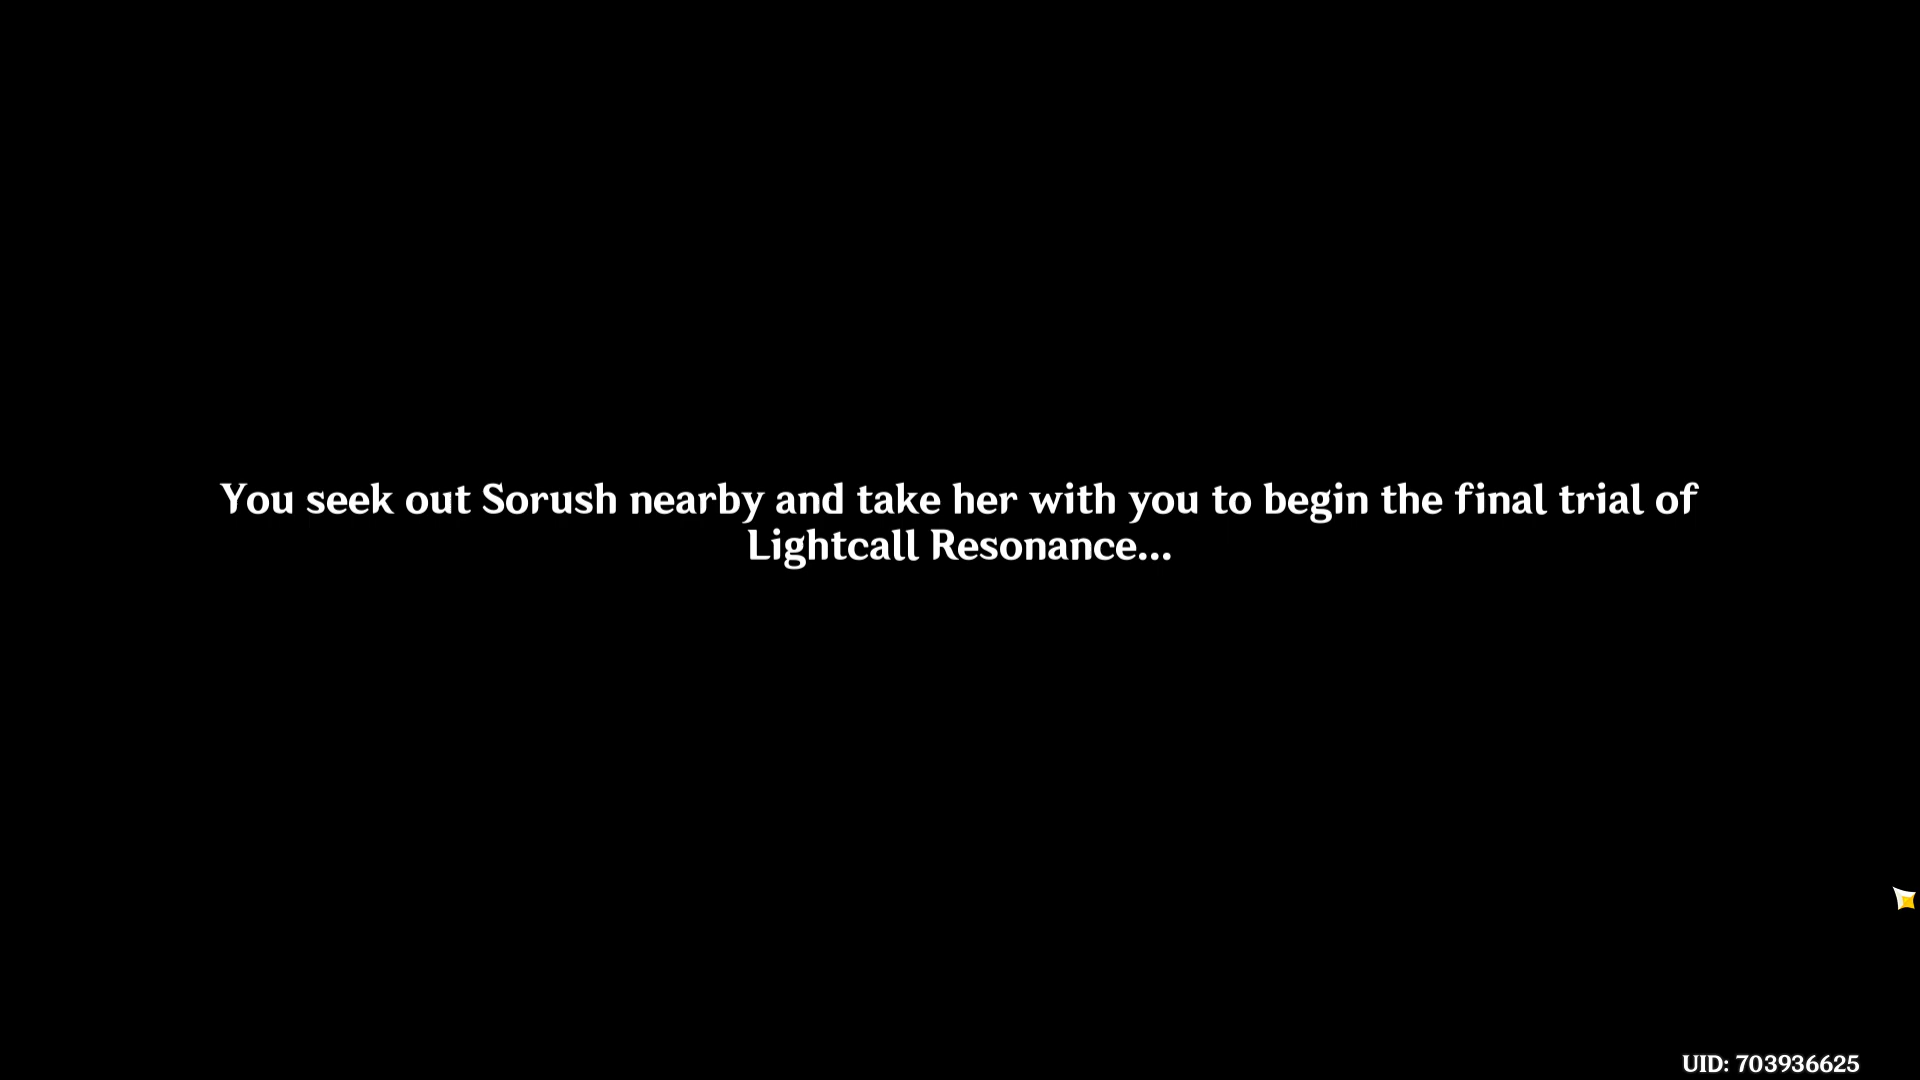 You seek out Sorush nearby and take her with you to begin the final trial of
Lightcall Resonance...
UID: 703936625